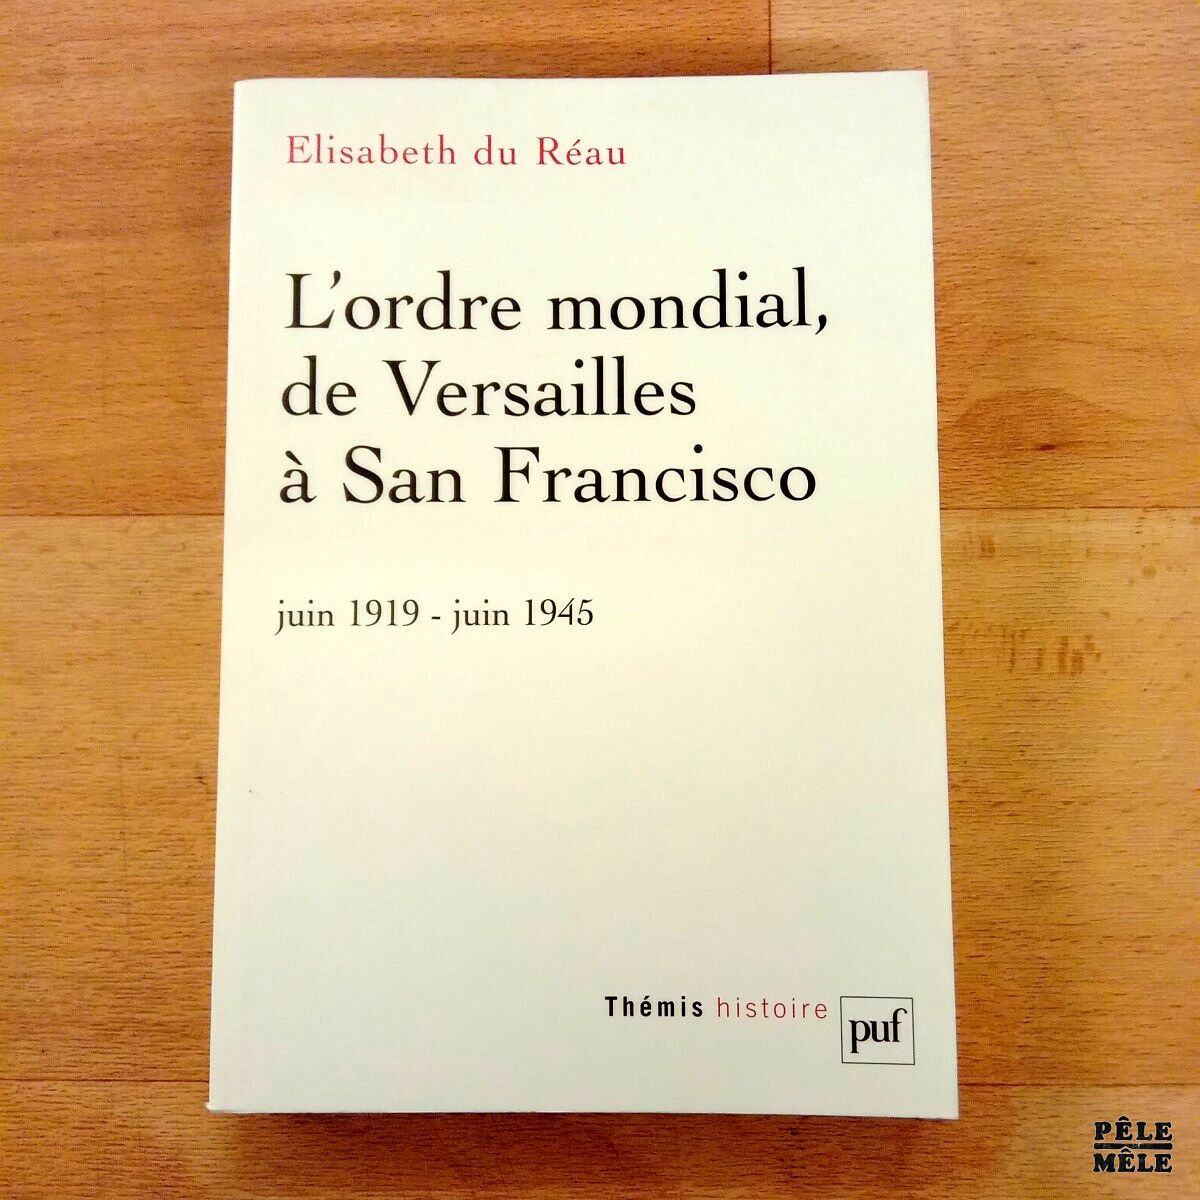 Elisabeth du Réau
L'ordre mondial,
de Versailles
à San Francisco
juin 1919 - juin 1945
Thémis histoire
puf
PÊLE
MÊLE